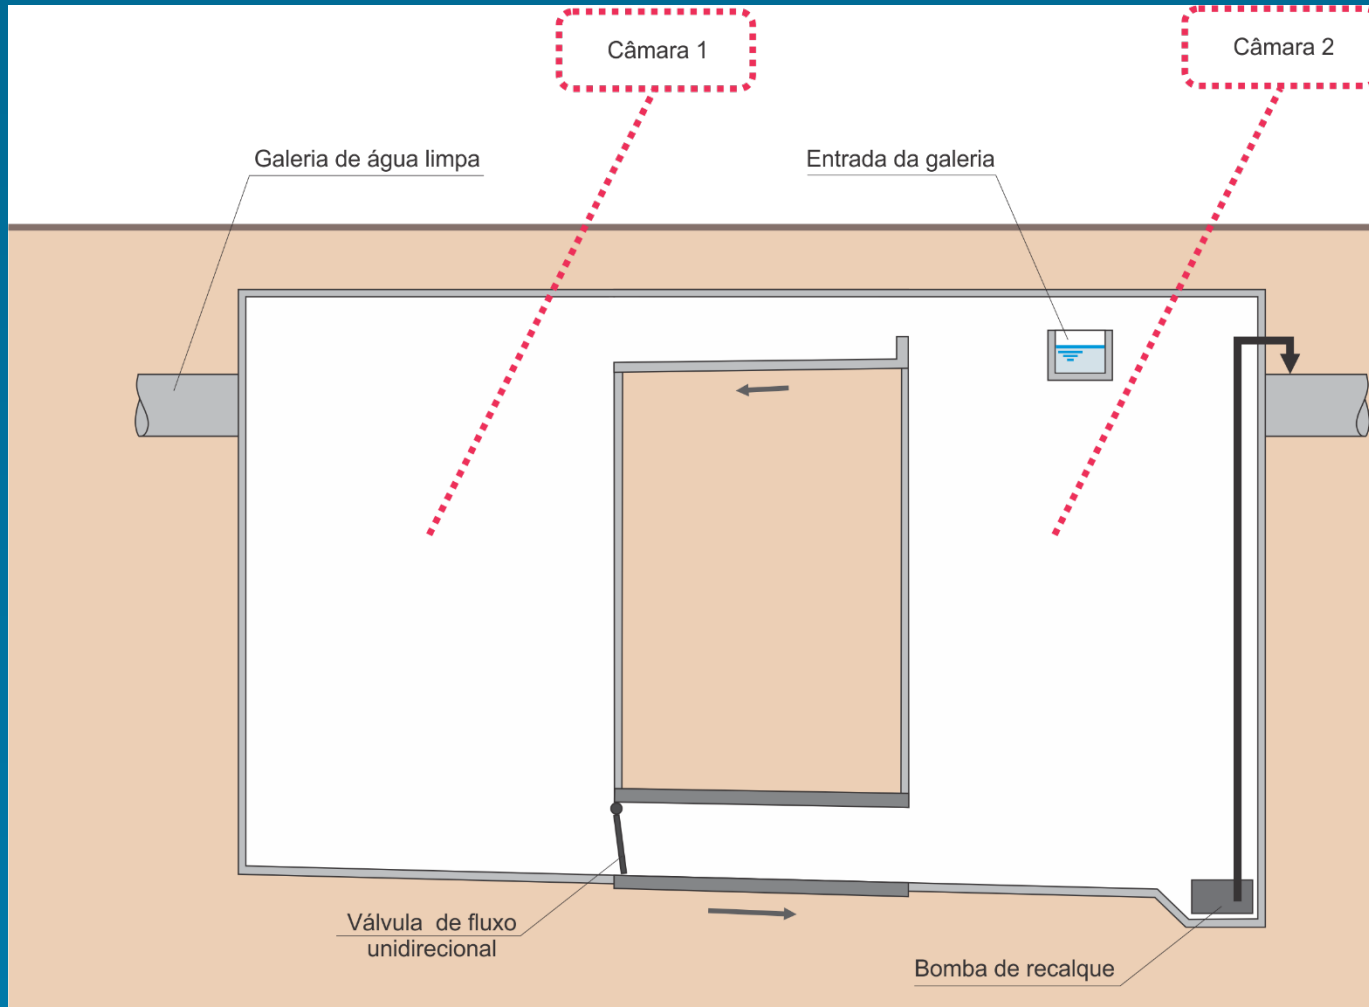 Câmara 1
Câmara 2
Galeria de água limpa
Entrada da galeria
Válvula de fluxo
unidirecional
Bomba de recalque